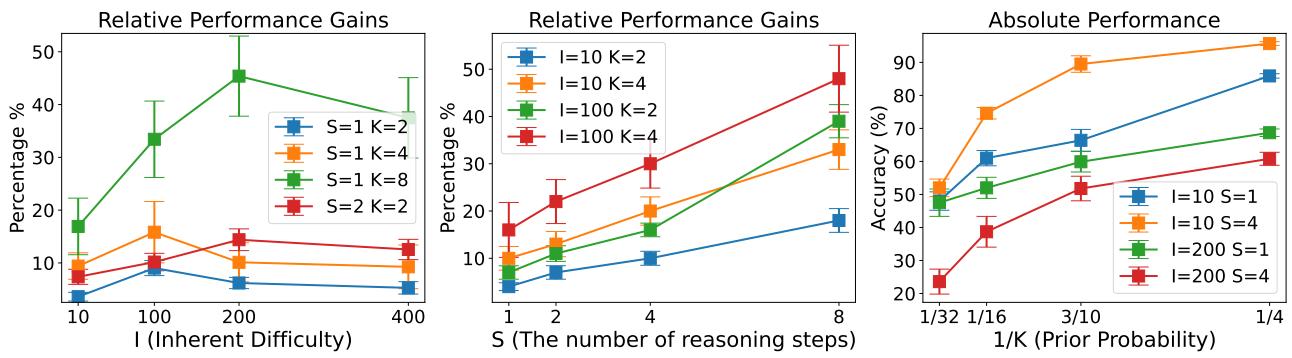 Relative Performance Gains
Percentage %
50
40
30
20
10
S=1 K=2
S=1 K=4
S=1 K=8
S=2 K=2
10 100 200 400
I (Inherent Difficulty)
Relative Performance Gains
Percentage %
50
40
30
20
10
I=10 K=2
I=10 K=4
I=100 K=2
I=100 K=4
1 2 4 8
S (The number of reasoning steps)
Absolute Performance
Accuracy (%)
90
80
70
60
50
40
30
20
I=10 S=1
I=10 S=4
I=200 S=1
I=200 S=4
1/32 1/16 3/10 1/4
1/K (Prior Probability)